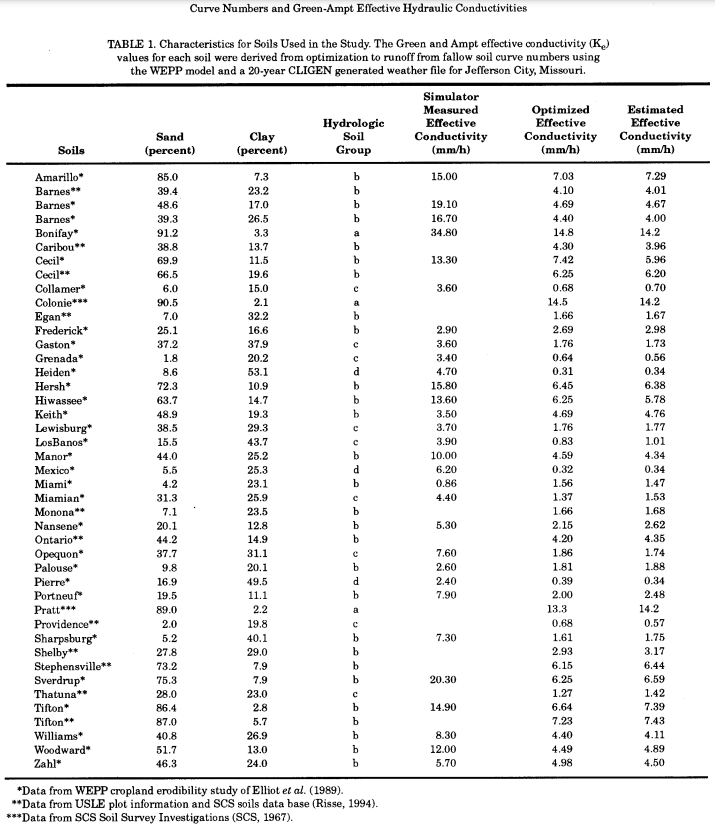 Curve Numbers and Green-Ampt Effective Hydraulic Conductivities
TABLE 1. Characteristics for Soils Used in the Study. The Green and Ampt effective conductivity (Ke)
values for each soil were derived from optimization to runoff from fallow soil curve numbers using
the WEPP model and a 20-year CLIGEN generated weather file for Jefferson City, Missouri.
Simulator
Measured Optimized Estimated
Hydrologic Effective Effective Effective
Sand Clay Soil Conductivity Conductivity Conductivity
Soils (percent) (percent) Group (mm/h) (mm/h) (mm/h)
Amarillo* 85.0 7.3 b 15.00 7.03 7.29
Barnes** 39.4 23.2 b 4.10 4.01
Barnes* 48.6 17.0 b 19.10 4.69 4.67
Barnes* 39.3 26.5 b 16.70 4.40 4.00
Bonifay* 91.2 3.3 a 34.80 14.8 14.2
Caribou** 38.8 13.7 b 4.30 3.96
Cecil* 69.9 11.5 b 13.30 7.42 5.96
Cecil** 66.5 19.6 b 6.25 6.20
Collamer* 6.0 15.0 c 3.60 0.68 0.70
Colonie*** 90.5 2.1 a 14.5 14.2
Egan** 7.0 32.2 b 1.66 1.67
Frederick* 25.1 16.6 b 2.90 2.69 2.98
Gaston* 37.2 37.9 c 3.60 1.76 1.73
Grenada* 1.8 20.2 c 3.40 0.64 0.56
Heiden* 8.6 53.1 d 4.70 0.31 0.34
Hersh* 72.3 10.9 b 15.80 6.45 6.38
Hiwassee* 63.7 14.7 b 13.60 6.25 5.78
Keith* 48.9 19.3 b 3.50 4.69 4.76
Lewisburg* 38.5 29.3 c 3.70 1.76 1.77
LosBanos* 15.5 43.7 c 3.90 0.83 1.01
Manor* 44.0 25.2 b 10.00 4.59 4.34
Mexico* 5.5 25.3 d 6.20 0.32 0.34
Miami* 4.2 23.1 b 0.86 1.56 1.47
Miamian* 31.3 25.9 c 4.40 1.37 1.53
Monona** 7.1 23.5 b 1.66 1.68
Nansene* 20.1 12.8 b 5.30 2.15 2.62
Ontario** 44.2 14.9 b 4.20 4.35
Opequon* 37.7 31.1 c 7.60 1.86 1.74
Palouse* 9.8 20.1 b 2.60 1.81 1.88
Pierre* 16.9 49.5 d 2.40 0.39 0.34
Portneuf* 19.5 11.1 b 7.90 2.00 2.48
Pratt*** 89.0 2.2 a 13.3 14.2
Providence** 2.0 19.8 c 0.68 0.57
Sharpsburg* 5.2 40.1 b 7.30 1.61 1.75
Shelby** 27.8 29.0 b 2.93 3.17
Stephensville** 73.2 7.9 b 6.15 6.44
Sverdrup* 75.3 7.9 b 20.30 6.25 6.59
Thatuna** 28.0 23.0 c 1.27 1.42
Tifton* 86.4 2.8 b 14.90 6.64 7.39
Tifton** 87.0 5.7 b 7.23 7.43
Williams* 40.8 26.9 b 8.30 4.40 4.11
Woodward* 51.7 13.0 b 12.00 4.49 4.89
Zahl* 46.3 24.0 b 5.70 4.98 4.50
*Data from WEPP cropland erodibility study of Elliot et al. (1989).
**Data from USLE plot information and SCS soils data base (Risse, 1994).
***Data from SCS Soil Survey Investigations (SCS, 1967).